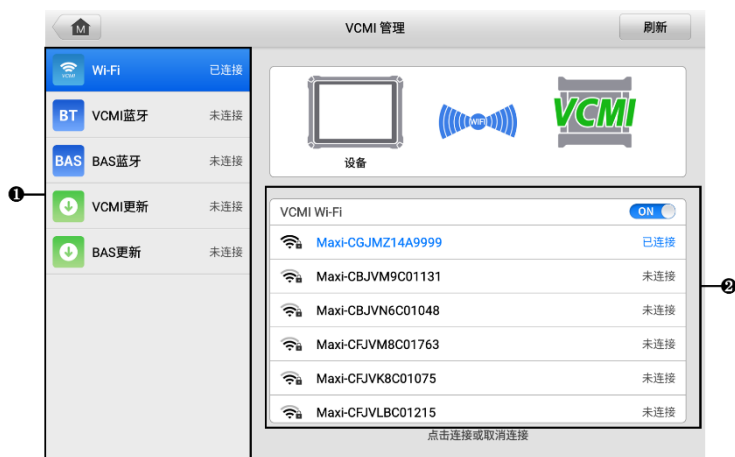 M
VCMI 管理
刷新
VCMI
Wi-Fi
已连接
BT
VCMI蓝牙
未连接
BAS
BAS蓝牙
未连接
VCMI更新
未连接
BAS更新
未连接
❶
WIFI
VCMI
设备
VCMI Wi-Fi
ON
Maxi-CGJMZ14A9999
已连接
Maxi-CBJVM9C01131
未连接
Maxi-CBJVN6C01048
未连接
Maxi-CFJVM8C01763
未连接
Maxi-CFJVK8C01075
未连接
Maxi-CFJVLBC01215
未连接
❷
点击连接或取消连接